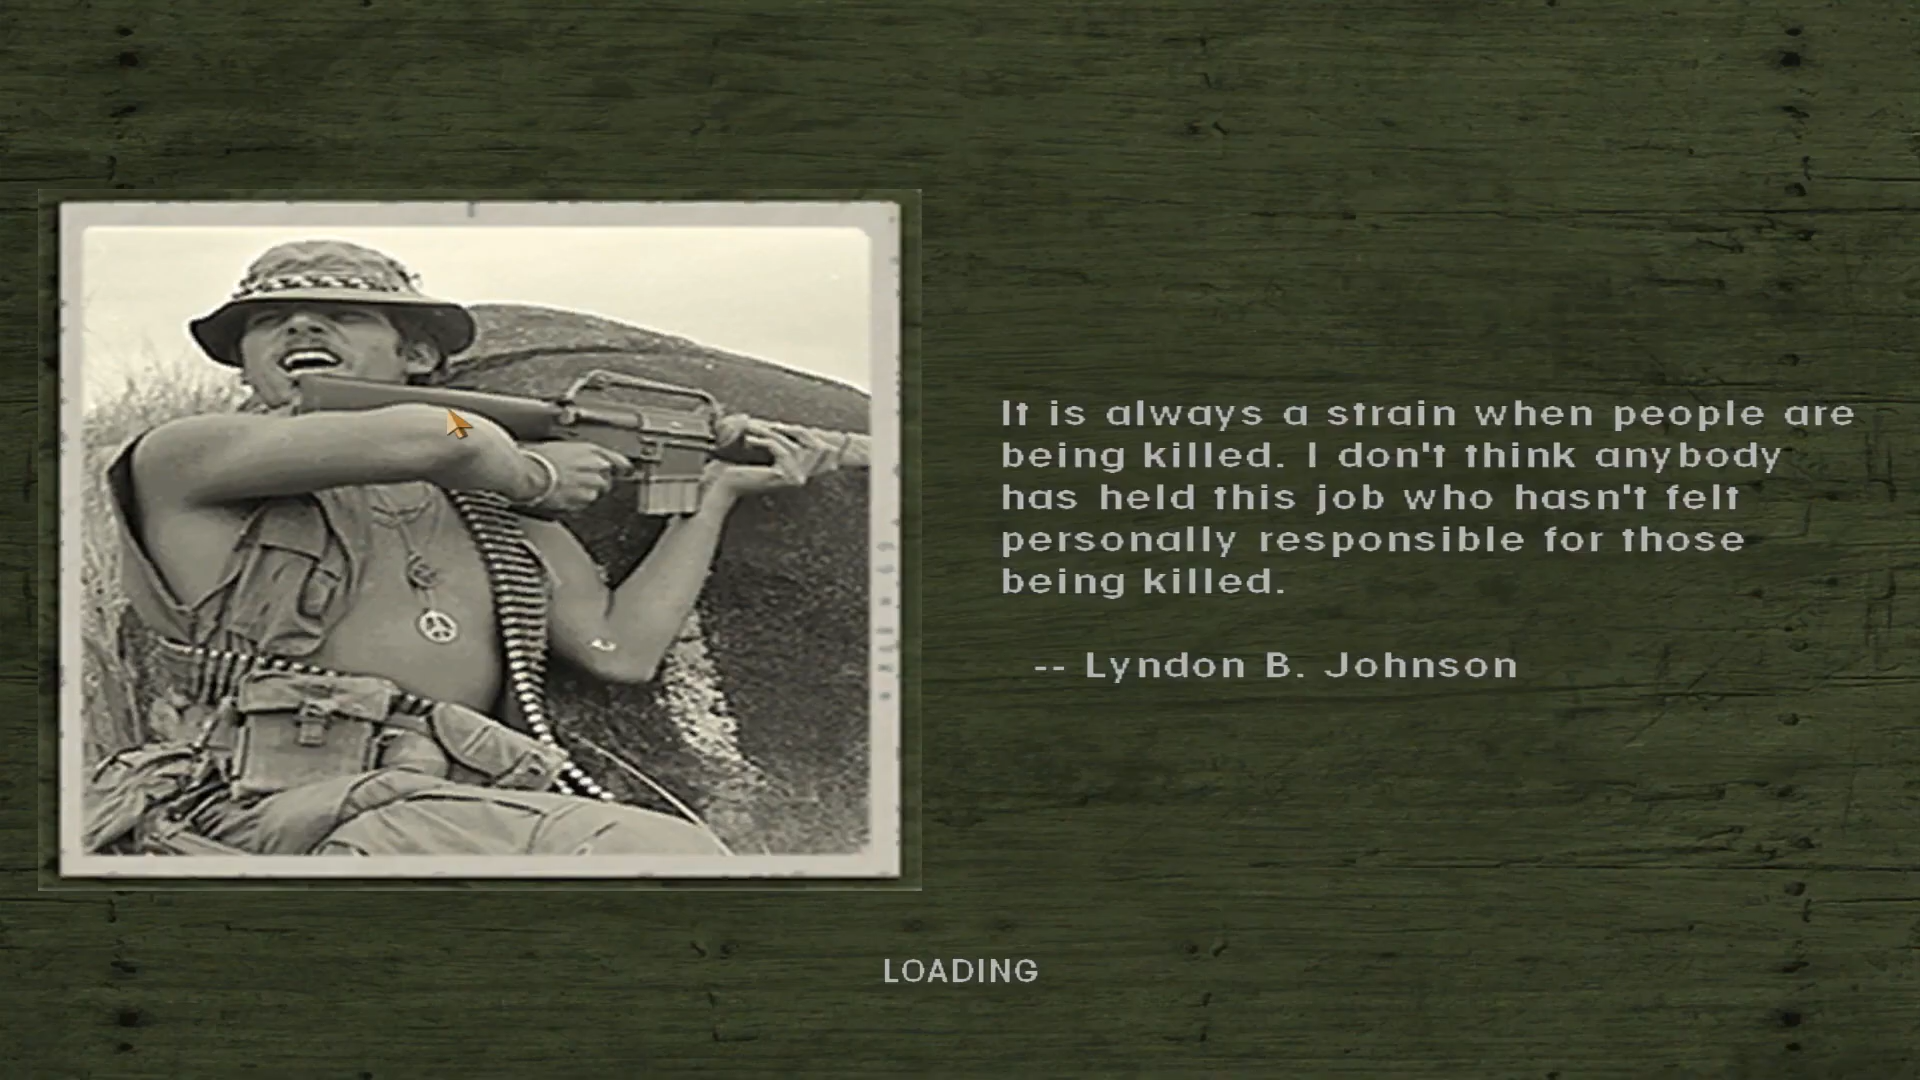 It is always a strain when people are
being killed. I don't think anybody
has held this job who hasn't felt
personally responsible for those
being killed.
-- Lyndon B. Johnson
LOADING